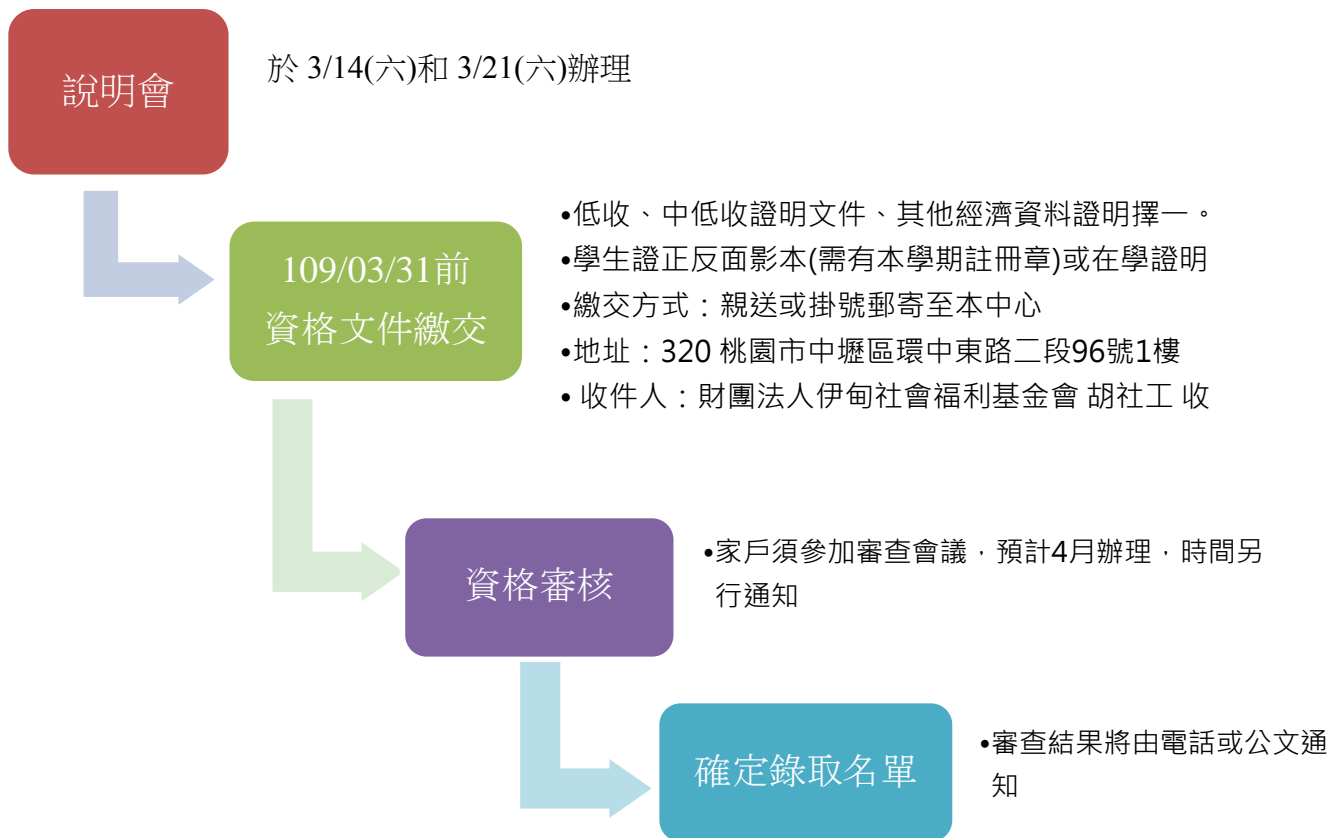 說明會
於 3/14(六)和 3/21(六)辦理
109/03/31前
資格文件繳交
•低收、中低收證明文件、其他經濟資料證明擇一。
•學生證正反面影本(需有本學期註冊章)或在學證明
•繳交方式：親送或掛號郵寄至本中心
•地址：320 桃園市中壢區環中東路二段96號1樓
• 收件人：財團法人伊甸社會福利基金會 胡社工 收
資格審核
•家戶須參加審查會議，預計4月辦理，時間另
行通知
確定錄取名單
•審查結果將由電話或公文通
知